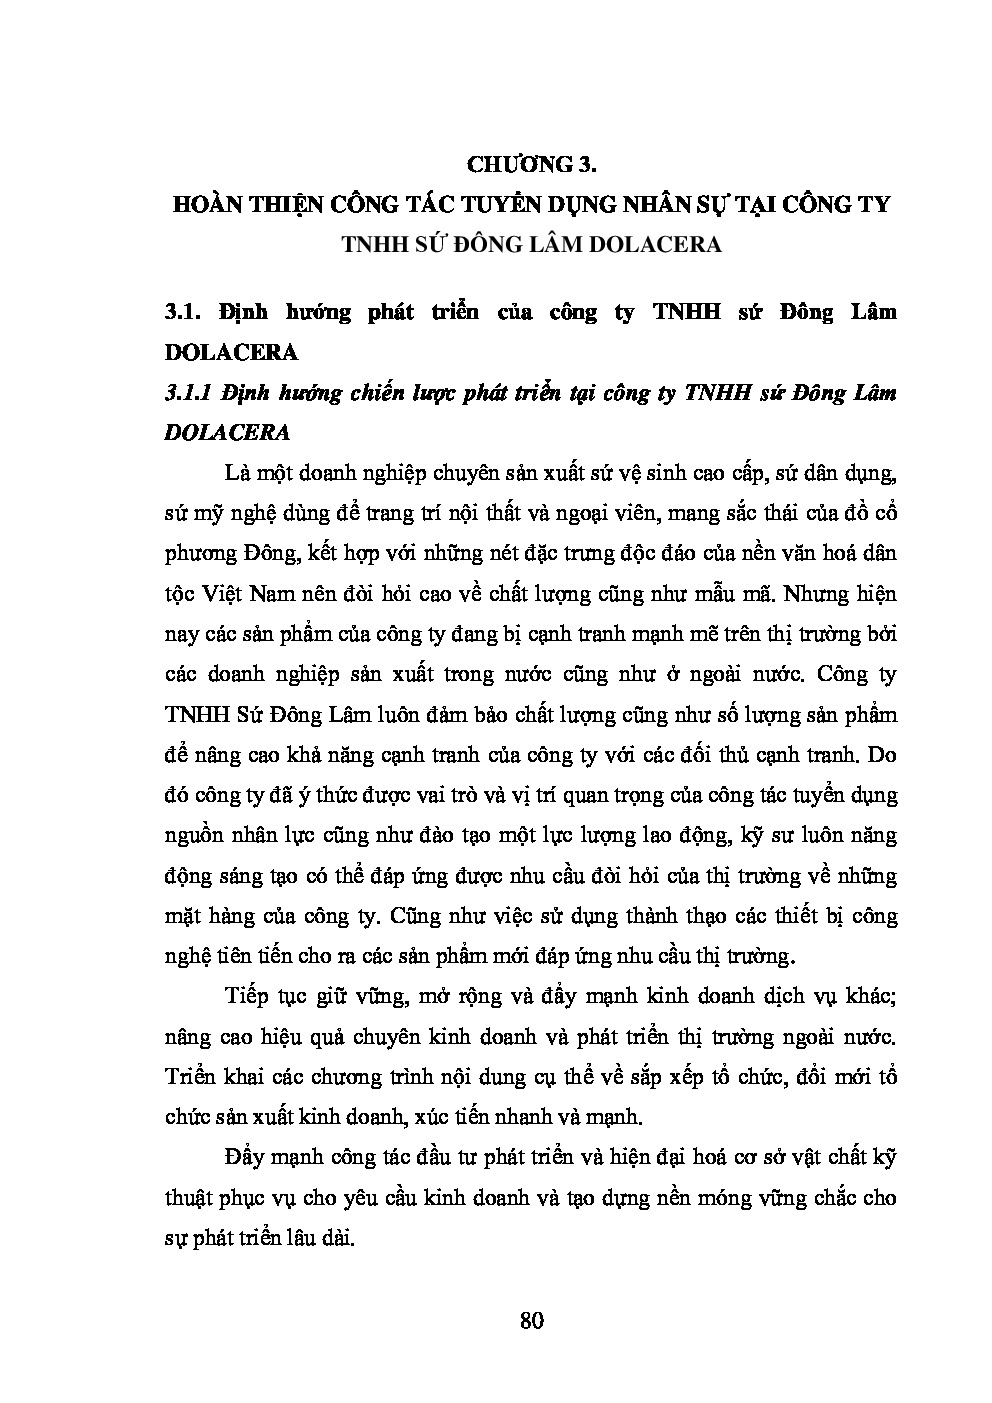 CHƯƠNG 3.
HOÀN THIỆN CÔNG TÁC TUYỂN DỤNG NHÂN SỰ TẠI CÔNG TY
TNHH SỨ ĐÔNG LÂM DOLACERA
3.1. Định hướng phát triển của công ty TNHH sứ Đông Lâm
DOLACERA
3.1.1 Định hướng chiến lược phát triển tại công ty TNHH sứ Đông Lâm
DOLACERA
Là một doanh nghiệp chuyên sản xuất sứ vệ sinh cao cấp, sứ dân dụng,
sứ mỹ nghệ dùng để trang trí nội thất và ngoại viên, mang sắc thái của đồ cổ
phương Đông, kết hợp với những nét đặc trưng độc đáo của nền văn hoá dân
tộc Việt Nam nên đòi hỏi cao về chất lượng cũng như mẫu mã. Nhưng hiện
nay các sản phẩm của công ty đang bị cạnh tranh mạnh mẽ trên thị trường bởi
các doanh nghiệp sản xuất trong nước cũng như ở ngoài nước. Công ty
TNHH Sứ Đông Lâm luôn đảm bảo chất lượng cũng như số lượng sản phẩm
để nâng cao khả năng cạnh tranh của công ty với các đối thủ cạnh tranh. Do
đó công ty đã ý thức được vai trò và vị trí quan trọng của công tác tuyển dụng
nguồn nhân lực cũng như đào tạo một lực lượng lao động, kỹ sư luôn năng
động sáng tạo có thể đáp ứng được nhu cầu đòi hỏi của thị trường về những
mặt hàng của công ty. Cũng như việc sử dụng thành thạo các thiết bị công
nghệ tiên tiến cho ra các sản phẩm mới đáp ứng nhu cầu thị trường.
Tiếp tục giữ vững, mở rộng và đẩy mạnh kinh doanh dịch vụ khác;
nâng cao hiệu quả chuyên kinh doanh và phát triển thị trường ngoài nước.
Triển khai các chương trình nội dung cụ thể về sắp xếp tổ chức, đổi mới tổ
chức sản xuất kinh doanh, xúc tiến nhanh và mạnh.
Đẩy mạnh công tác đầu tư phát triển và hiện đại hoá cơ sở vật chất kỹ
thuật phục vụ cho yêu cầu kinh doanh và tạo dựng nền móng vững chắc cho
sự phát triển lâu dài.
80